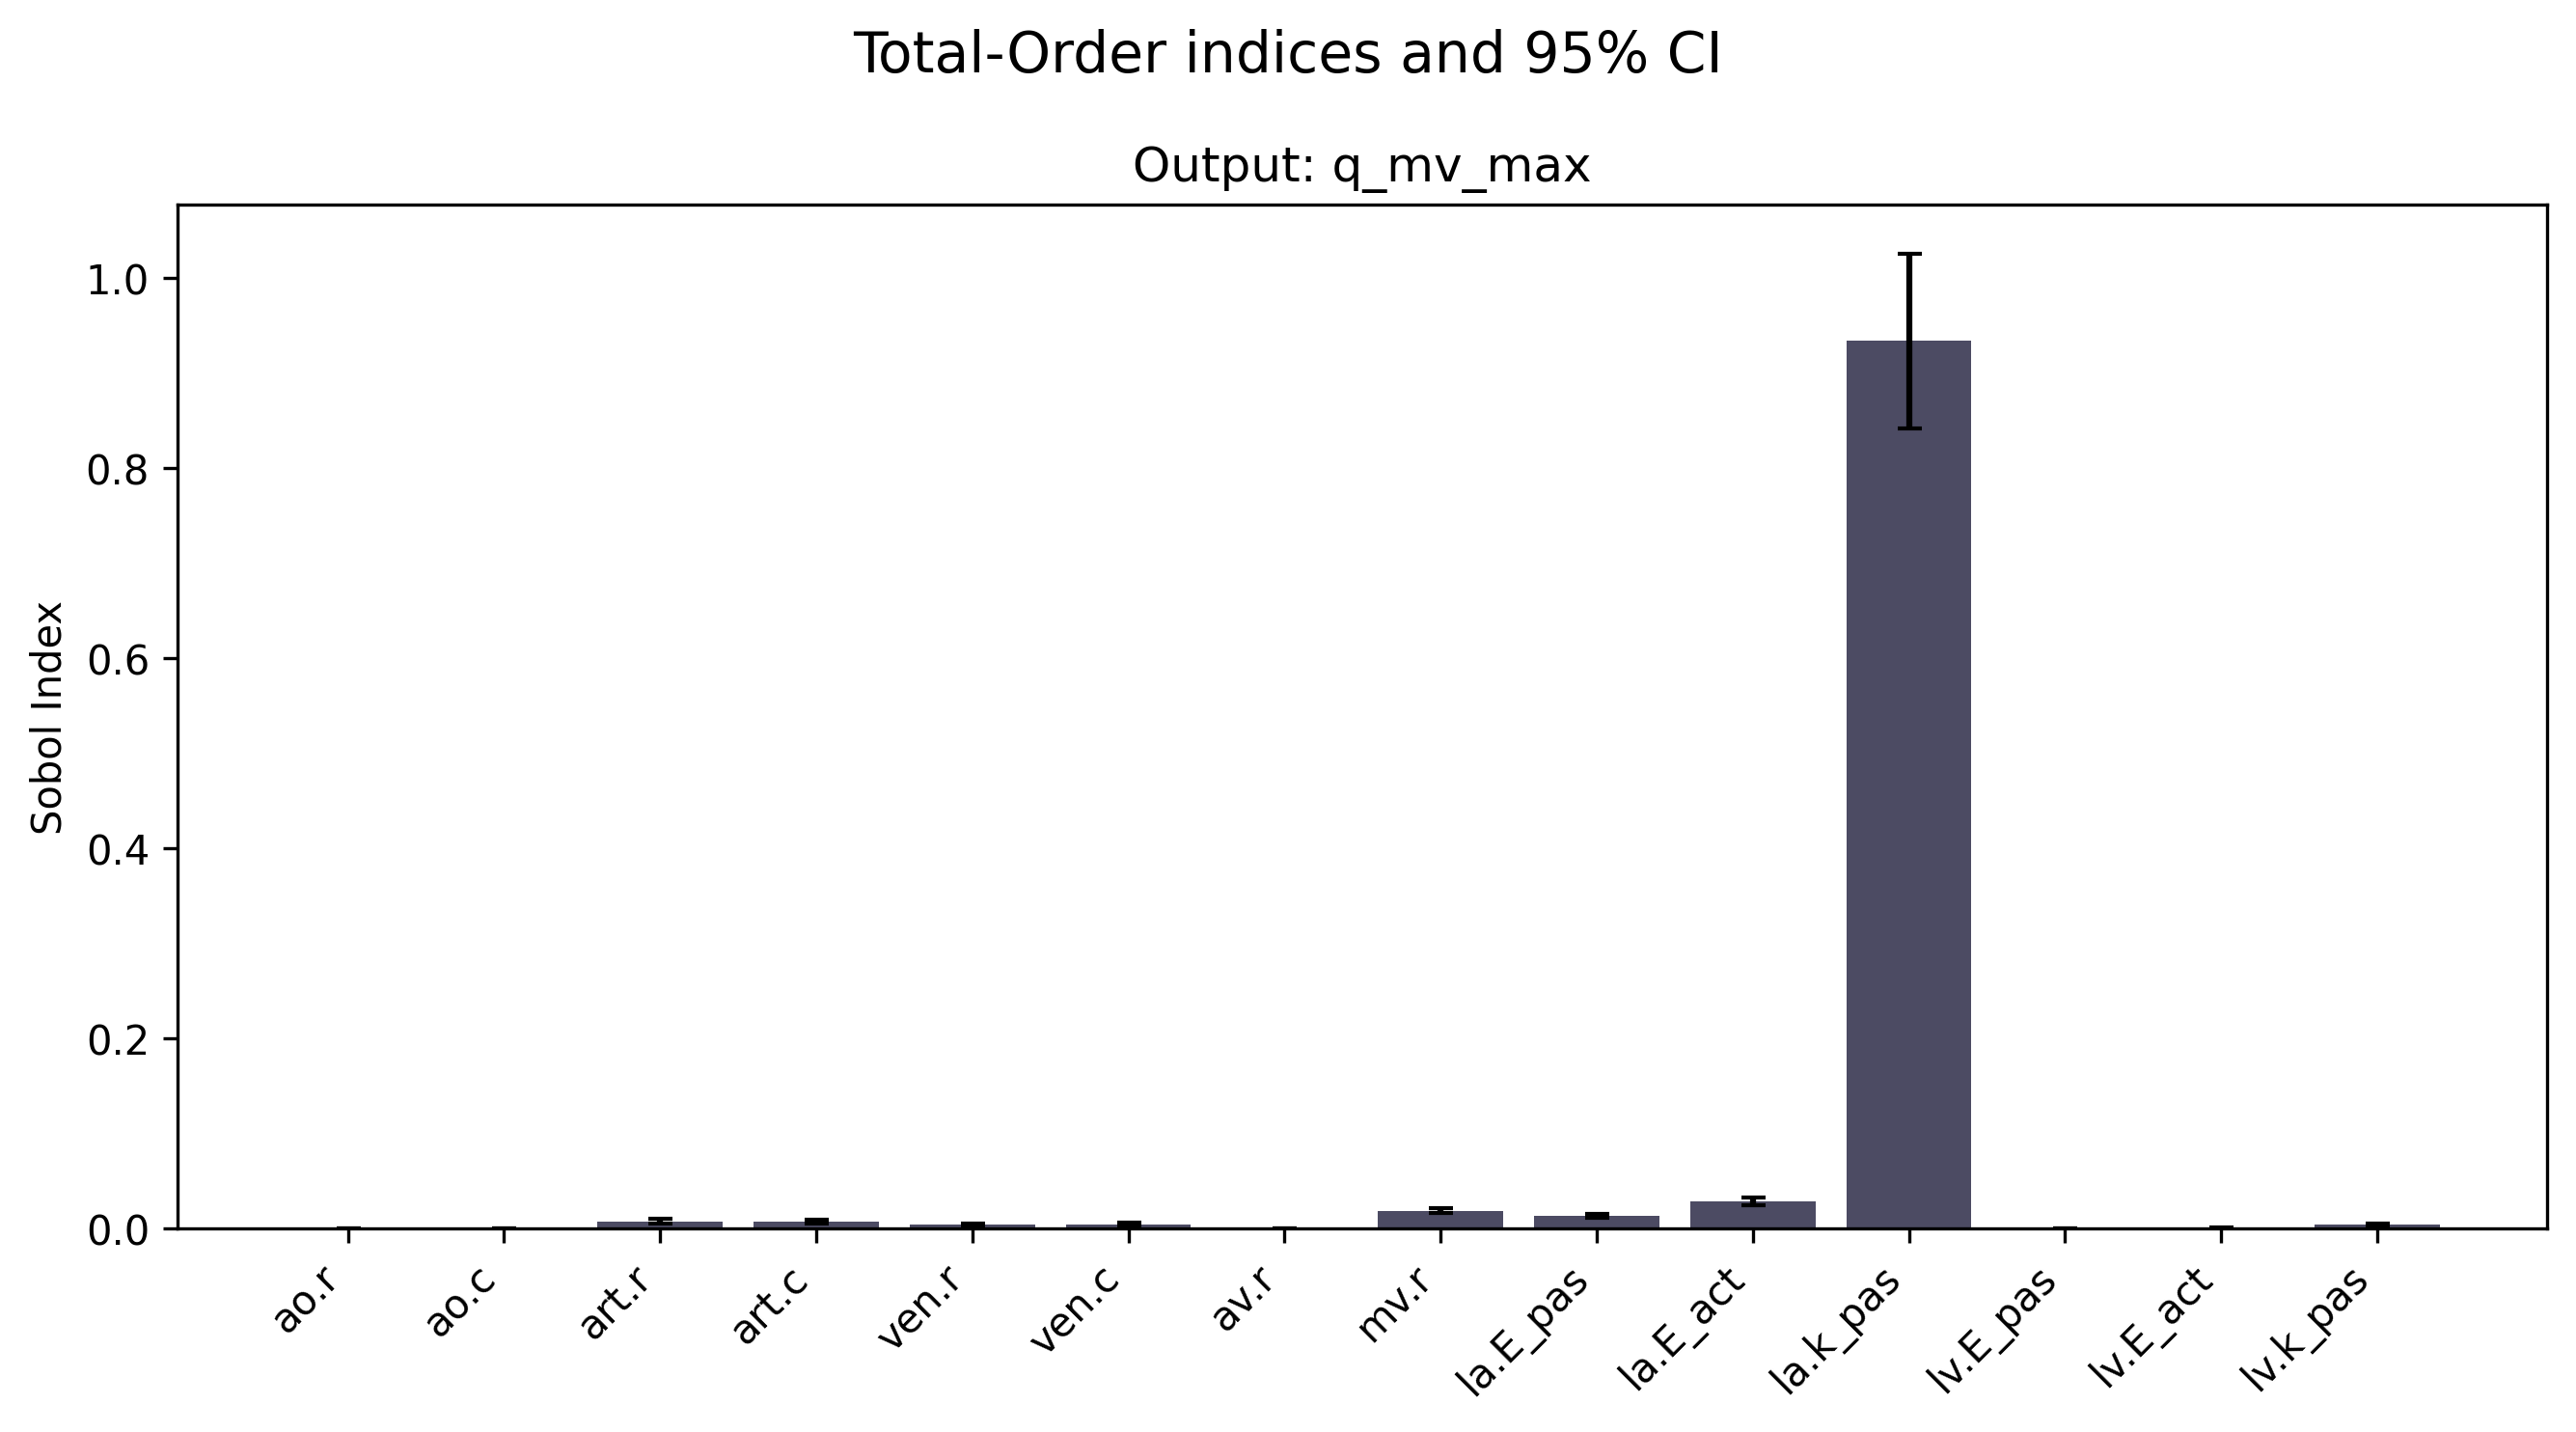 Total-Order indices and 95% CI
Output: q_mv_max
Sobol Index
1.0
0.8
0.6
0.4
0.2
0.0
ao.r
ao.c
art.r
art.c
ven.r
ven.c
av.r
mv.r
la.E_pas
la.E_act
la.k_pas
lv.E_pas
lv.E_act
lv.k_pas